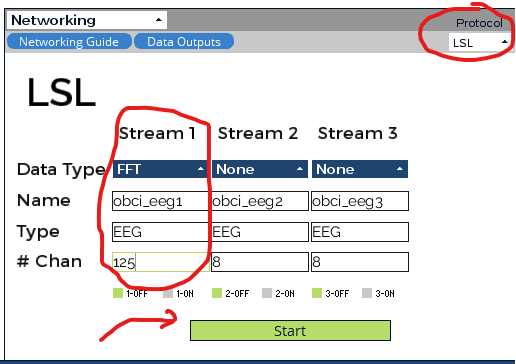 Networking
Protocol
Networking Guide Data Outputs LSL
LSL
Stream 1 Stream 2 Stream 3
Data Type FFT None None
Name obci_eeg1 obci_eeg2 obci_eeg3
Type EEG EEG EEG
# Chan 125 8 8
1-OFF 1-ON 2-OFF 2-ON 3-OFF 3-ON
Start